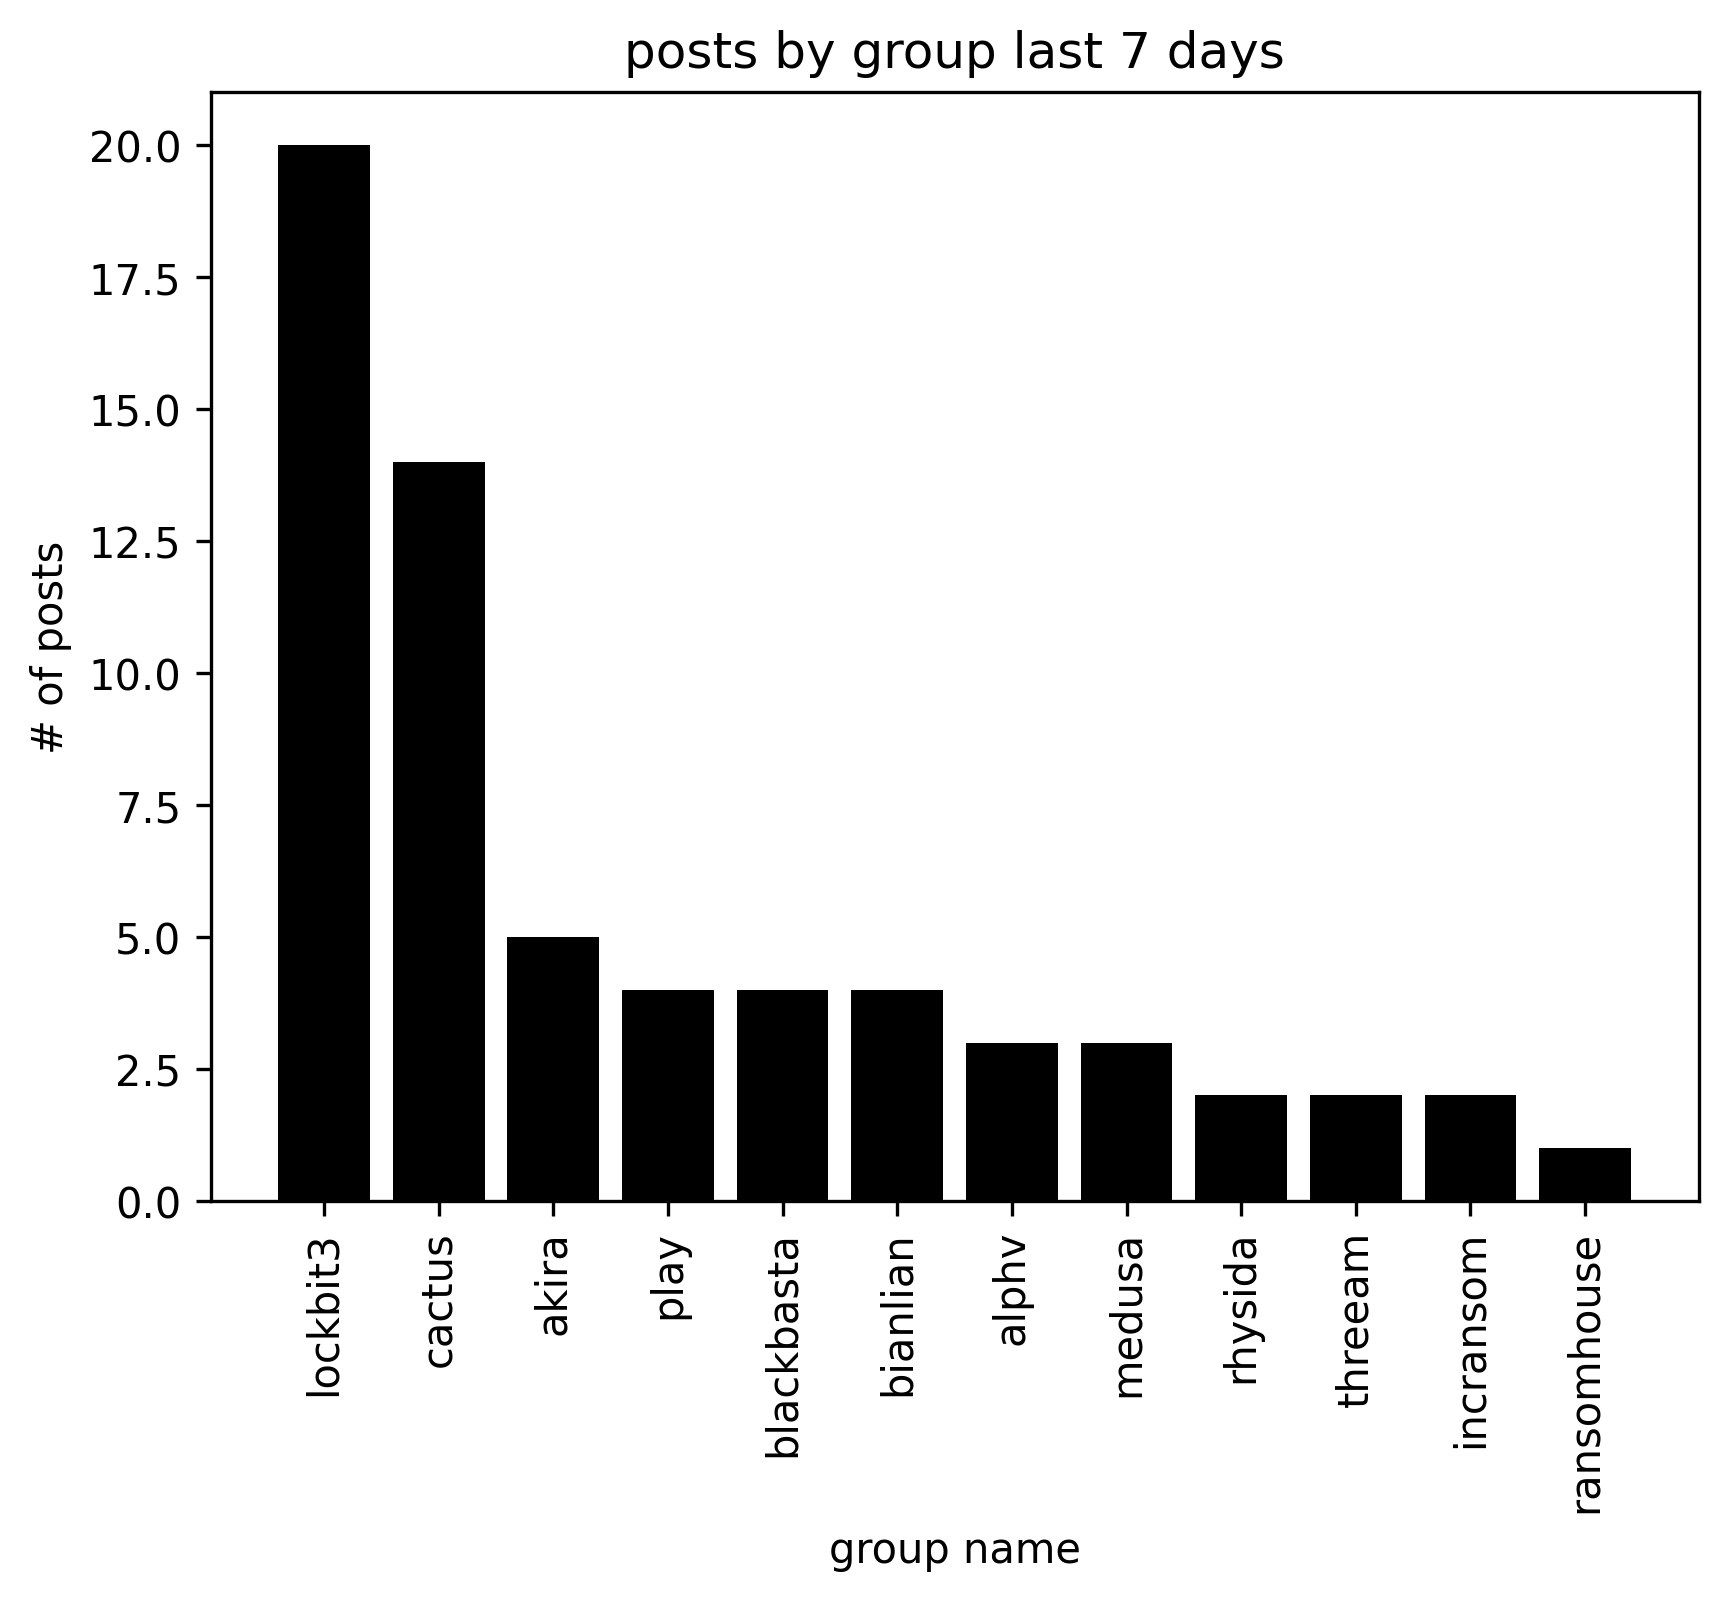 posts by group last 7 days
# of posts
20.0
17.5
15.0
12.5
10.0
7.5
5.0
2.5
0.0
lockbit3
cactus
akira
play
blackbasta
bianlian
alphv
medusa
rhysida
threeam
incransom
ransomhouse
group name